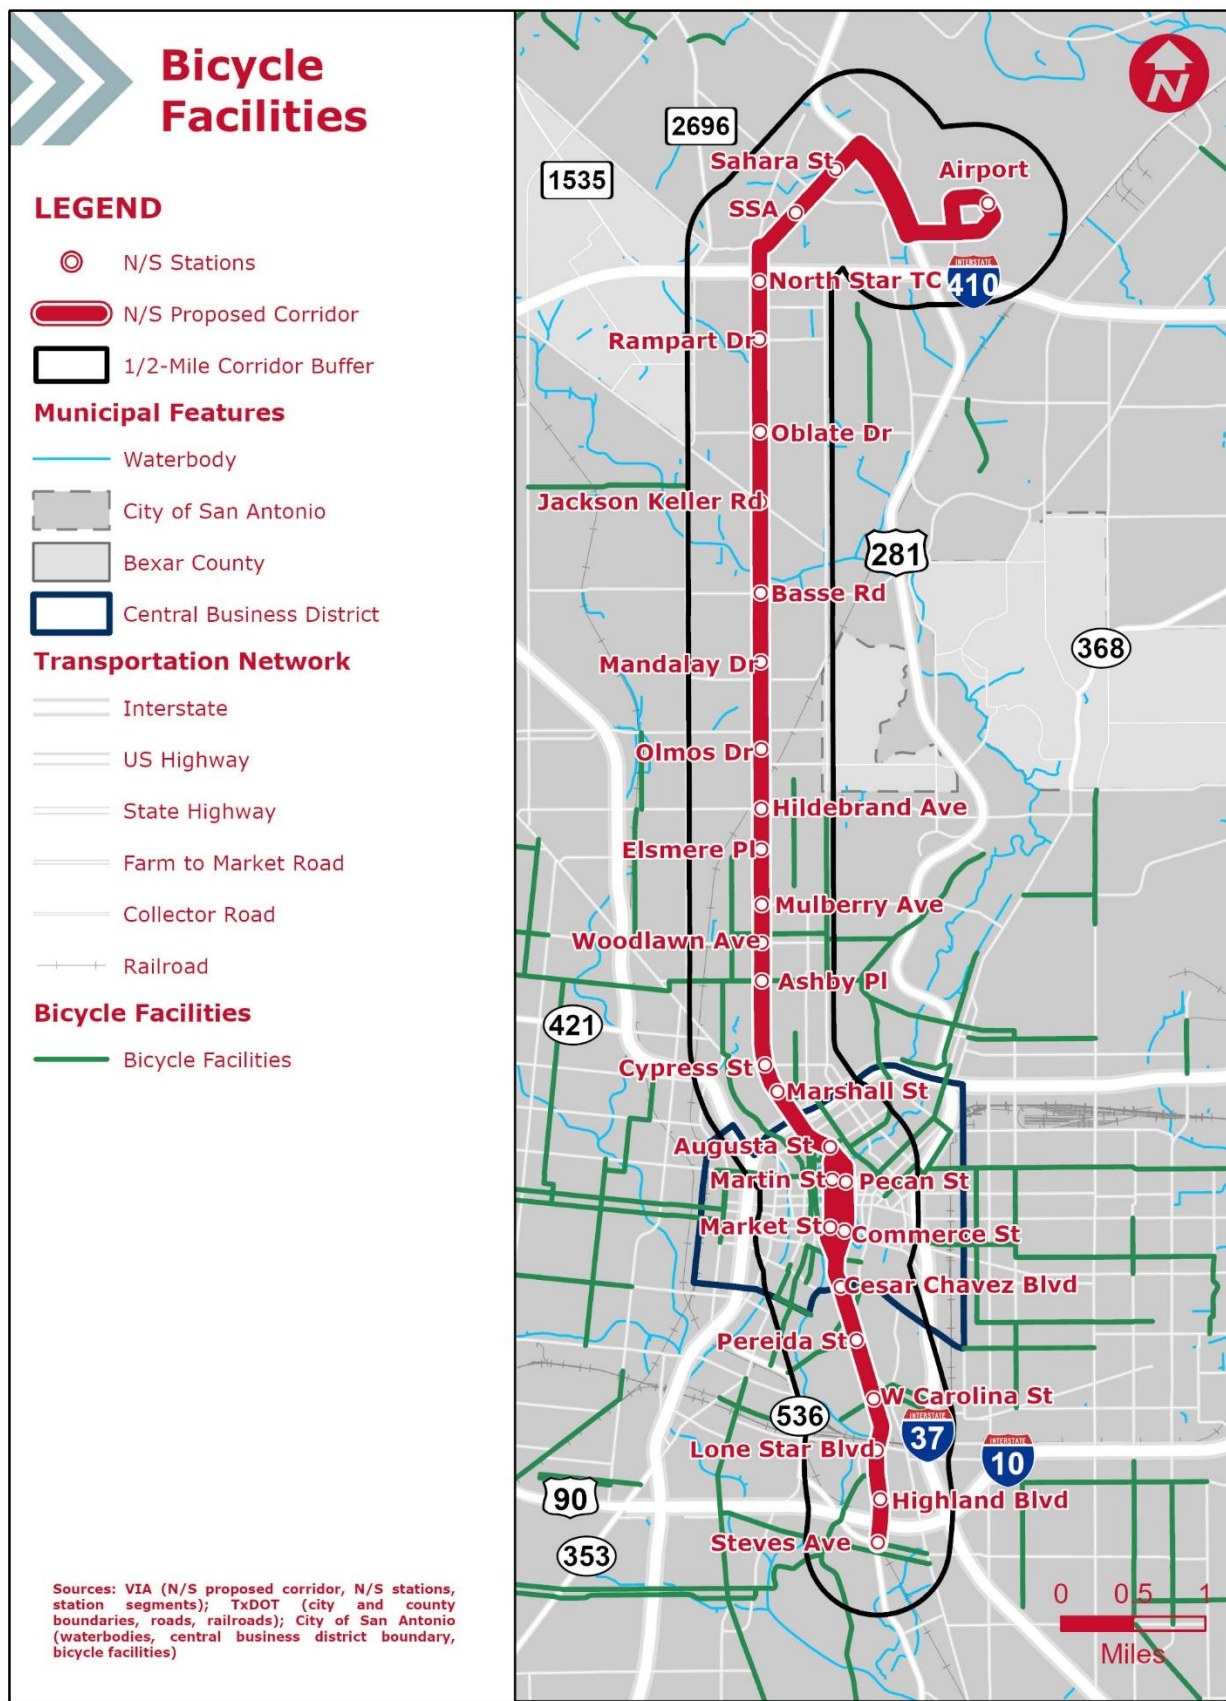 Bicycle
Facilities
LEGEND
N/S Stations
N/S Proposed Corridor
1/2-Mile Corridor Buffer
Municipal Features
Waterbody
City of San Antonio
Bexar County
Central Business District
Transportation Network
Interstate
US Highway
State Highway
Farm to Market Road
Collector Road
Railroad
Bicycle Facilities
Bicycle Facilities
Sources: VIA (N/S proposed corridor, N/S stations,
station segments); TxDOT (city and county
boundaries, roads, railroads); City of San Antonio
(waterbodies, central business district boundary,
bicycle facilities)
N
2696
1535
Sahara St
Airport
SSA
North Star TC
INTERSTATE
410
Rampart Dr
Oblate Dr
Jackson Keller Rd
281
Basse Rd
368
Mandalay Dr
Olmos Dr
Hildebrand Ave
Elsmere Pl
Mulberry Ave
Woodlawn Ave
Ashby Pl
421
Cypress St
Marshall St
Augusta St
Martin St
Pecan St
Market St
Commerce St
Cesar Chavez Blvd
Pereida St
W Carolina St
536
INTERSTATE
37
Lone Star Blvd
INTERSTATE
10
90
Highland Blvd
Steves Ave
353
0 0.5 1
Miles